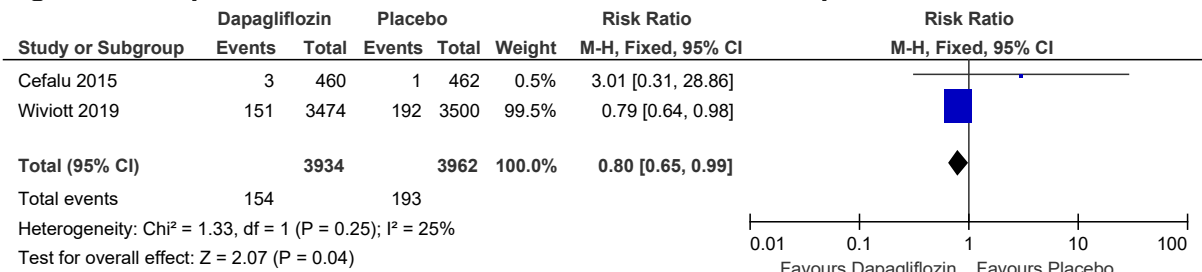 Dapagliflozin Placebo Risk Ratio Risk Ratio
Study or Subgroup Events Total Events Total Weight M-H, Fixed, 95% CI M-H, Fixed, 95% CI
Cefalu 2015 3 460 1 462 0.5% 3.01 [0.31, 28.86]
Wiviott 2019 151 3474 192 3500 99.5% 0.79 [0.64, 0.98]
Total (95% CI) 3934 3962 100.0% 0.80 [0.65, 0.99]
Total events 154 193
Heterogeneity: Chi² = 1.33, df = 1 (P = 0.25); I² = 25%
Test for overall effect: Z = 2.07 (P = 0.04)
0.01 0.1 1 10 100
Favours Dapagliflozin Favours Placebo